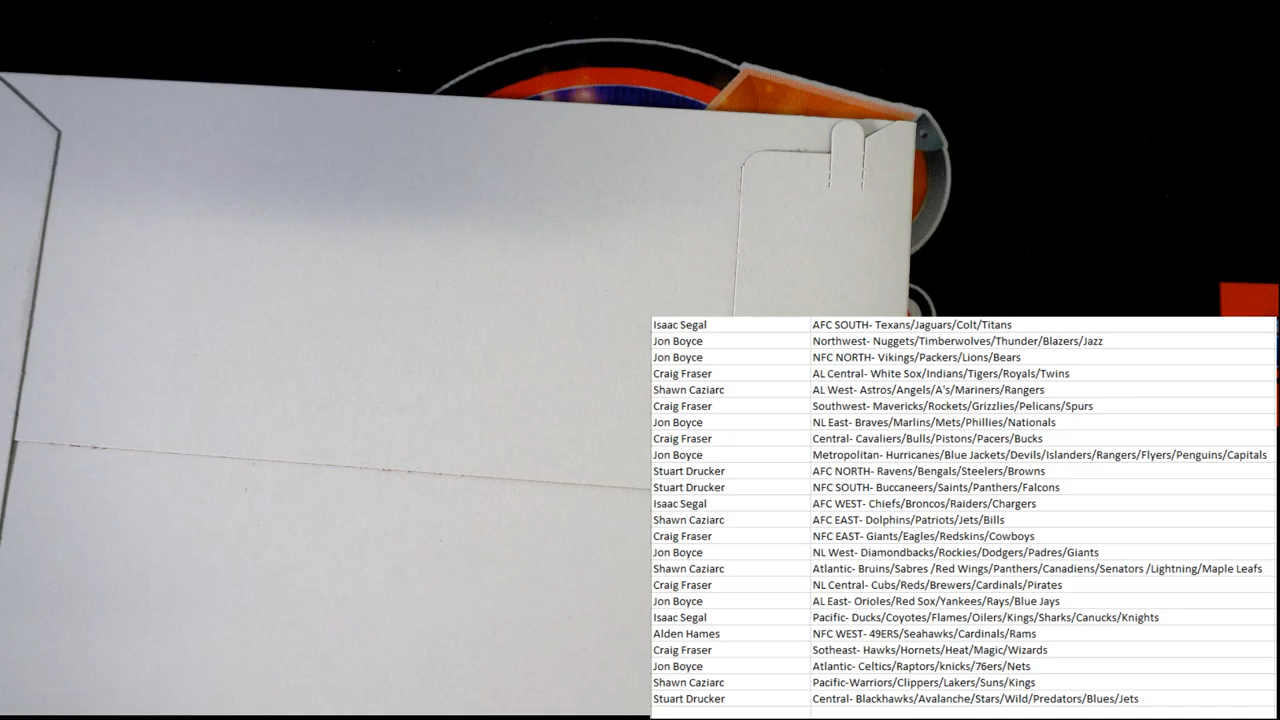 Isaac Segal AFC SOUTH- Texans/Jaguars/Colt/Titans
Jon Boyce Northwest- Nuggets/Timberwolves/Thunder/Blazers/Jazz
Jon Boyce NFC NORTH- Vikings/Packers/Lions/Bears
Craig Fraser AL Central- White Sox/Indians/Tigers/Royals/Twins
Shawn Caziarc AL West- Astros/Angels/A's/Mariners/Rangers
Craig Fraser Southwest- Mavericks/Rockets/Grizzlies/Pelicans/Spurs
Jon Boyce NL East- Braves/Marlins/Mets/Phillies/Nationals
Craig Fraser Central- Cavaliers/Bulls/Pistons/Pacers/Bucks
Jon Boyce Metropolitan- Hurricanes/Blue Jackets/Devils/Islanders/Rangers/Flyers/Penguins/Capitals
Stuart Drucker AFC NORTH- Ravens/Bengals/Steelers/Browns
Stuart Drucker NFC SOUTH- Buccaneers/Saints/Panthers/Falcons
Isaac Segal AFC WEST- Chiefs/Broncos/Raiders/Chargers
Shawn Caziarc AFC EAST- Dolphins/Patriots/Jets/Bills
Craig Fraser NFC EAST- Giants/Eagles/Redskins/Cowboys
Jon Boyce NL West- Diamondbacks/Rockies/Dodgers/Padres/Giants
Shawn Caziarc Atlantic- Bruins/Sabres /Red Wings/Panthers/Canadiens/Senators /Lightning/Maple Leafs
Craig Fraser NL Central- Cubs/Reds/Brewers/Cardinals/Pirates
Jon Boyce AL East- Orioles/Red Sox/Yankees/Rays/Blue Jays
Isaac Segal Pacific- Ducks/Coyotes/Flames/Oilers/Kings/Sharks/Canucks/Knights
Alden Hames NFC WEST- 49ERS/Seahawks/Cardinals/Rams
Craig Fraser Sotheast- Hawks/Hornets/Heat/Magic/Wizards
Jon Boyce Atlantic- Celtics/Raptors/knicks/76ers/Nets
Shawn Caziarc Pacific-Warriors/Clippers/Lakers/Suns/Kings
Stuart Drucker Central- Blackhawks/Avalanche/Stars/Wild/Predators/Blues/Jets